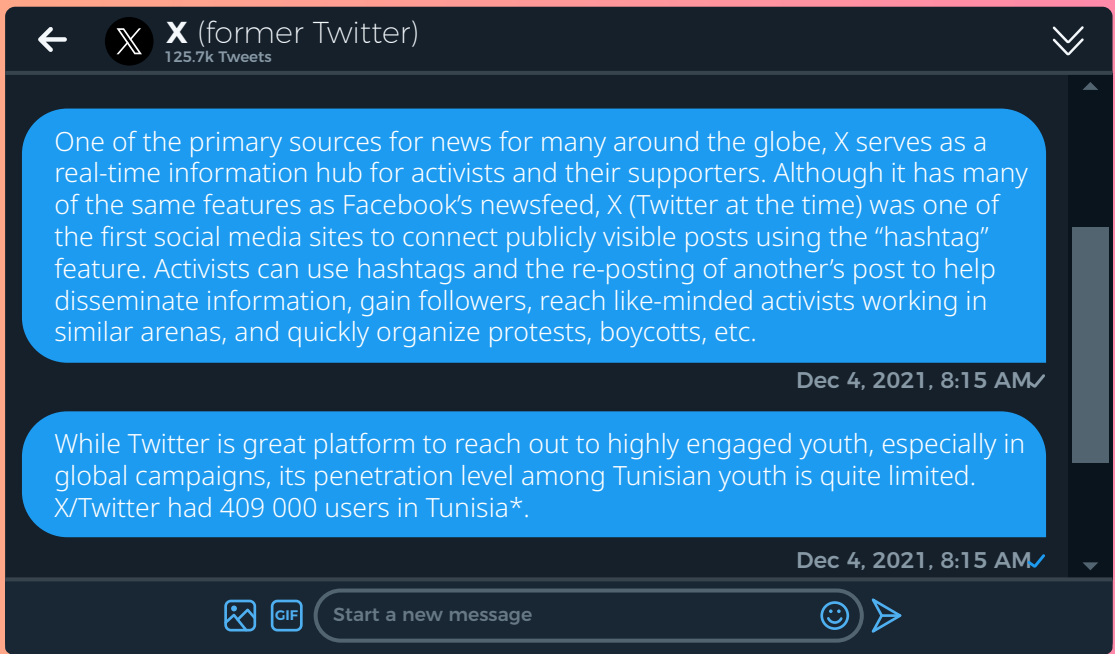 X (former Twitter)
125.7k Tweets
One of the primary sources for news for many around the globe, X serves as a
real-time information hub for activists and their supporters. Although it has many
of the same features as Facebook’s newsfeed, X (Twitter at the time) was one of
the first social media sites to connect publicly visible posts using the “hashtag”
feature. Activists can use hashtags and the re-posting of another’s post to help
disseminate information, gain followers, reach like-minded activists working in
similar arenas, and quickly organize protests, boycotts, etc.
Dec 4, 2021, 8:15 AM
While Twitter is great platform to reach out to highly engaged youth, especially in
global campaigns, its penetration level among Tunisian youth is quite limited.
X/Twitter had 409 000 users in Tunisia*.
Dec 4, 2021, 8:15 AM
GIF
Start a new message